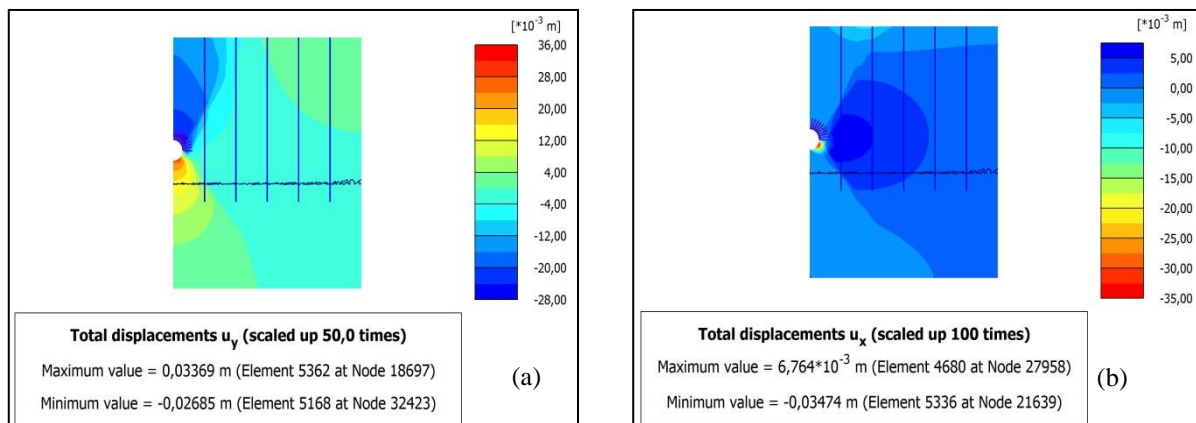 [*10⁻³ m]
36,00
28,00
20,00
12,00
4,00
-4,00
-12,00
-20,00
-28,00
Total displacements u_y (scaled up 50,0 times)
Maximum value = 0,03369 m (Element 5362 at Node 18697)
Minimum value = -0,02685 m (Element 5168 at Node 32423)
(a)
[*10⁻³ m]
5,00
0,00
-5,00
-10,00
-15,00
-20,00
-25,00
-30,00
-35,00
Total displacements u_x (scaled up 100 times)
Maximum value = 6,764*10⁻³ m (Element 4680 at Node 27958)
Minimum value = -0,03474 m (Element 5336 at Node 21639)
(b)